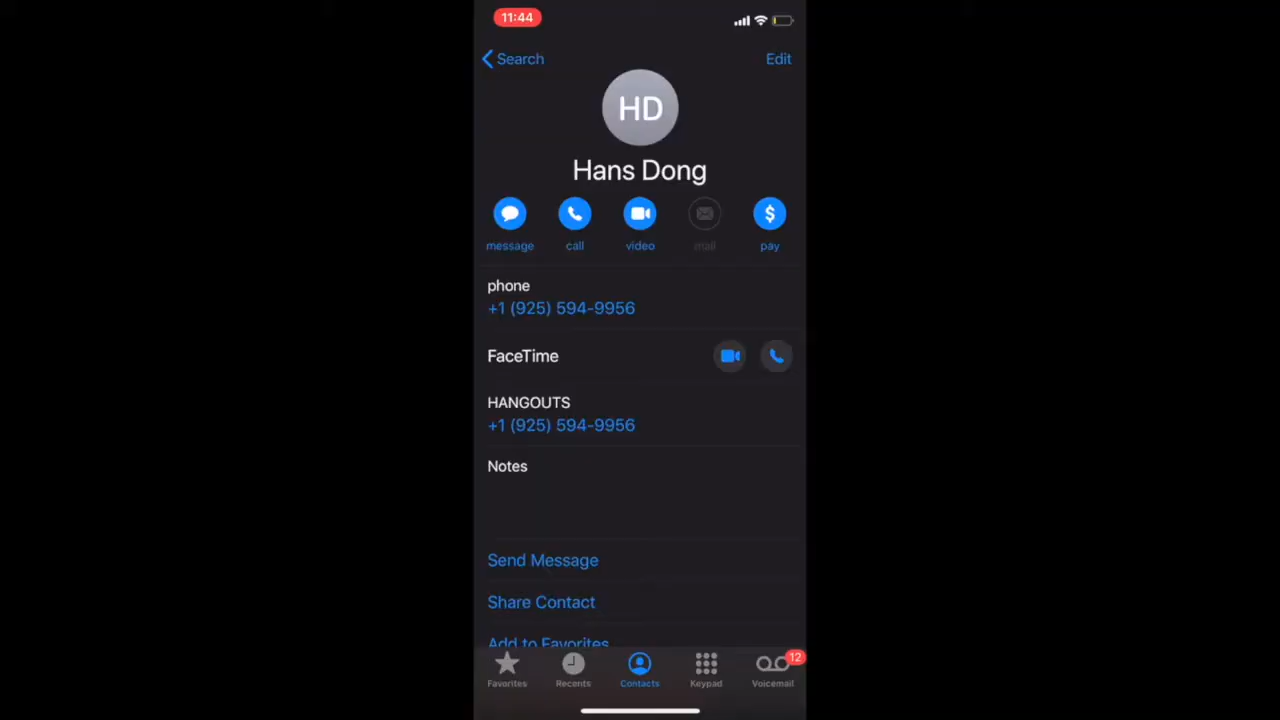 11:44
Search
Edit
HD
Hans Dong
message call video mail pay
phone
+1 (925) 594-9956
FaceTime
HANGOUTS
+1 (925) 594-9956
Notes
Send Message
Share Contact
Add to Favorites
12
Favorites Recents Contacts Keypad Voicemail